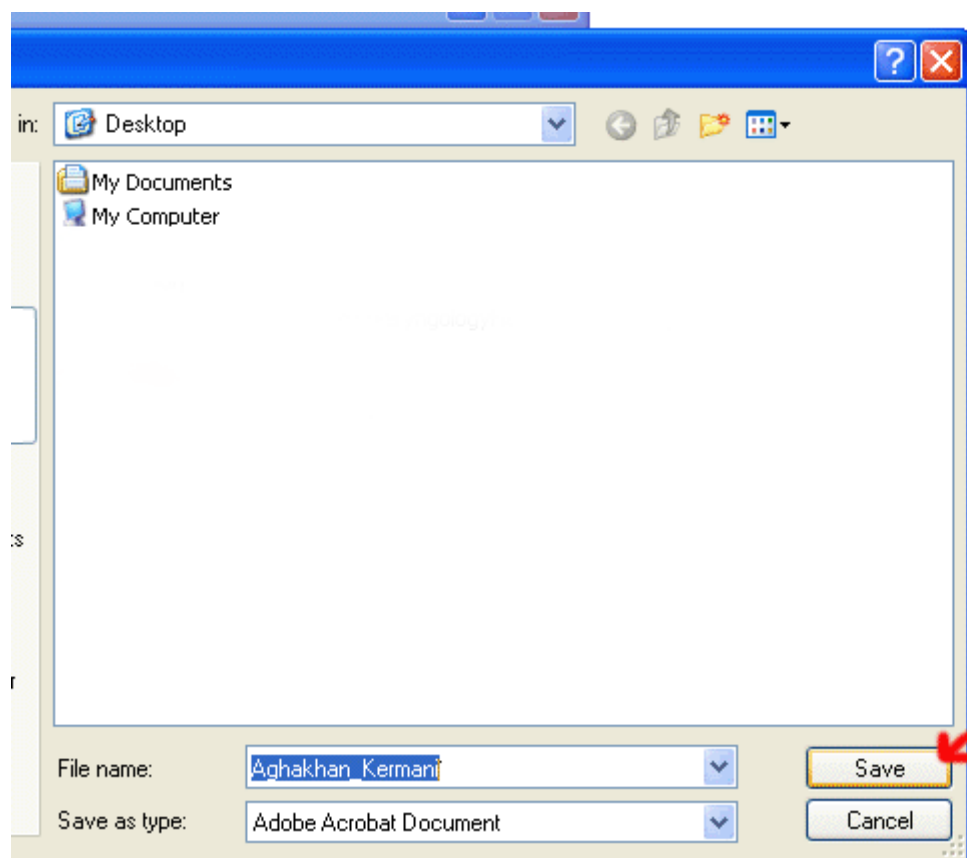 in: Desktop
My Documents
My Computer
File name: Aghakhan_Kermani Save
Save as type: Adobe Acrobat Document Cancel